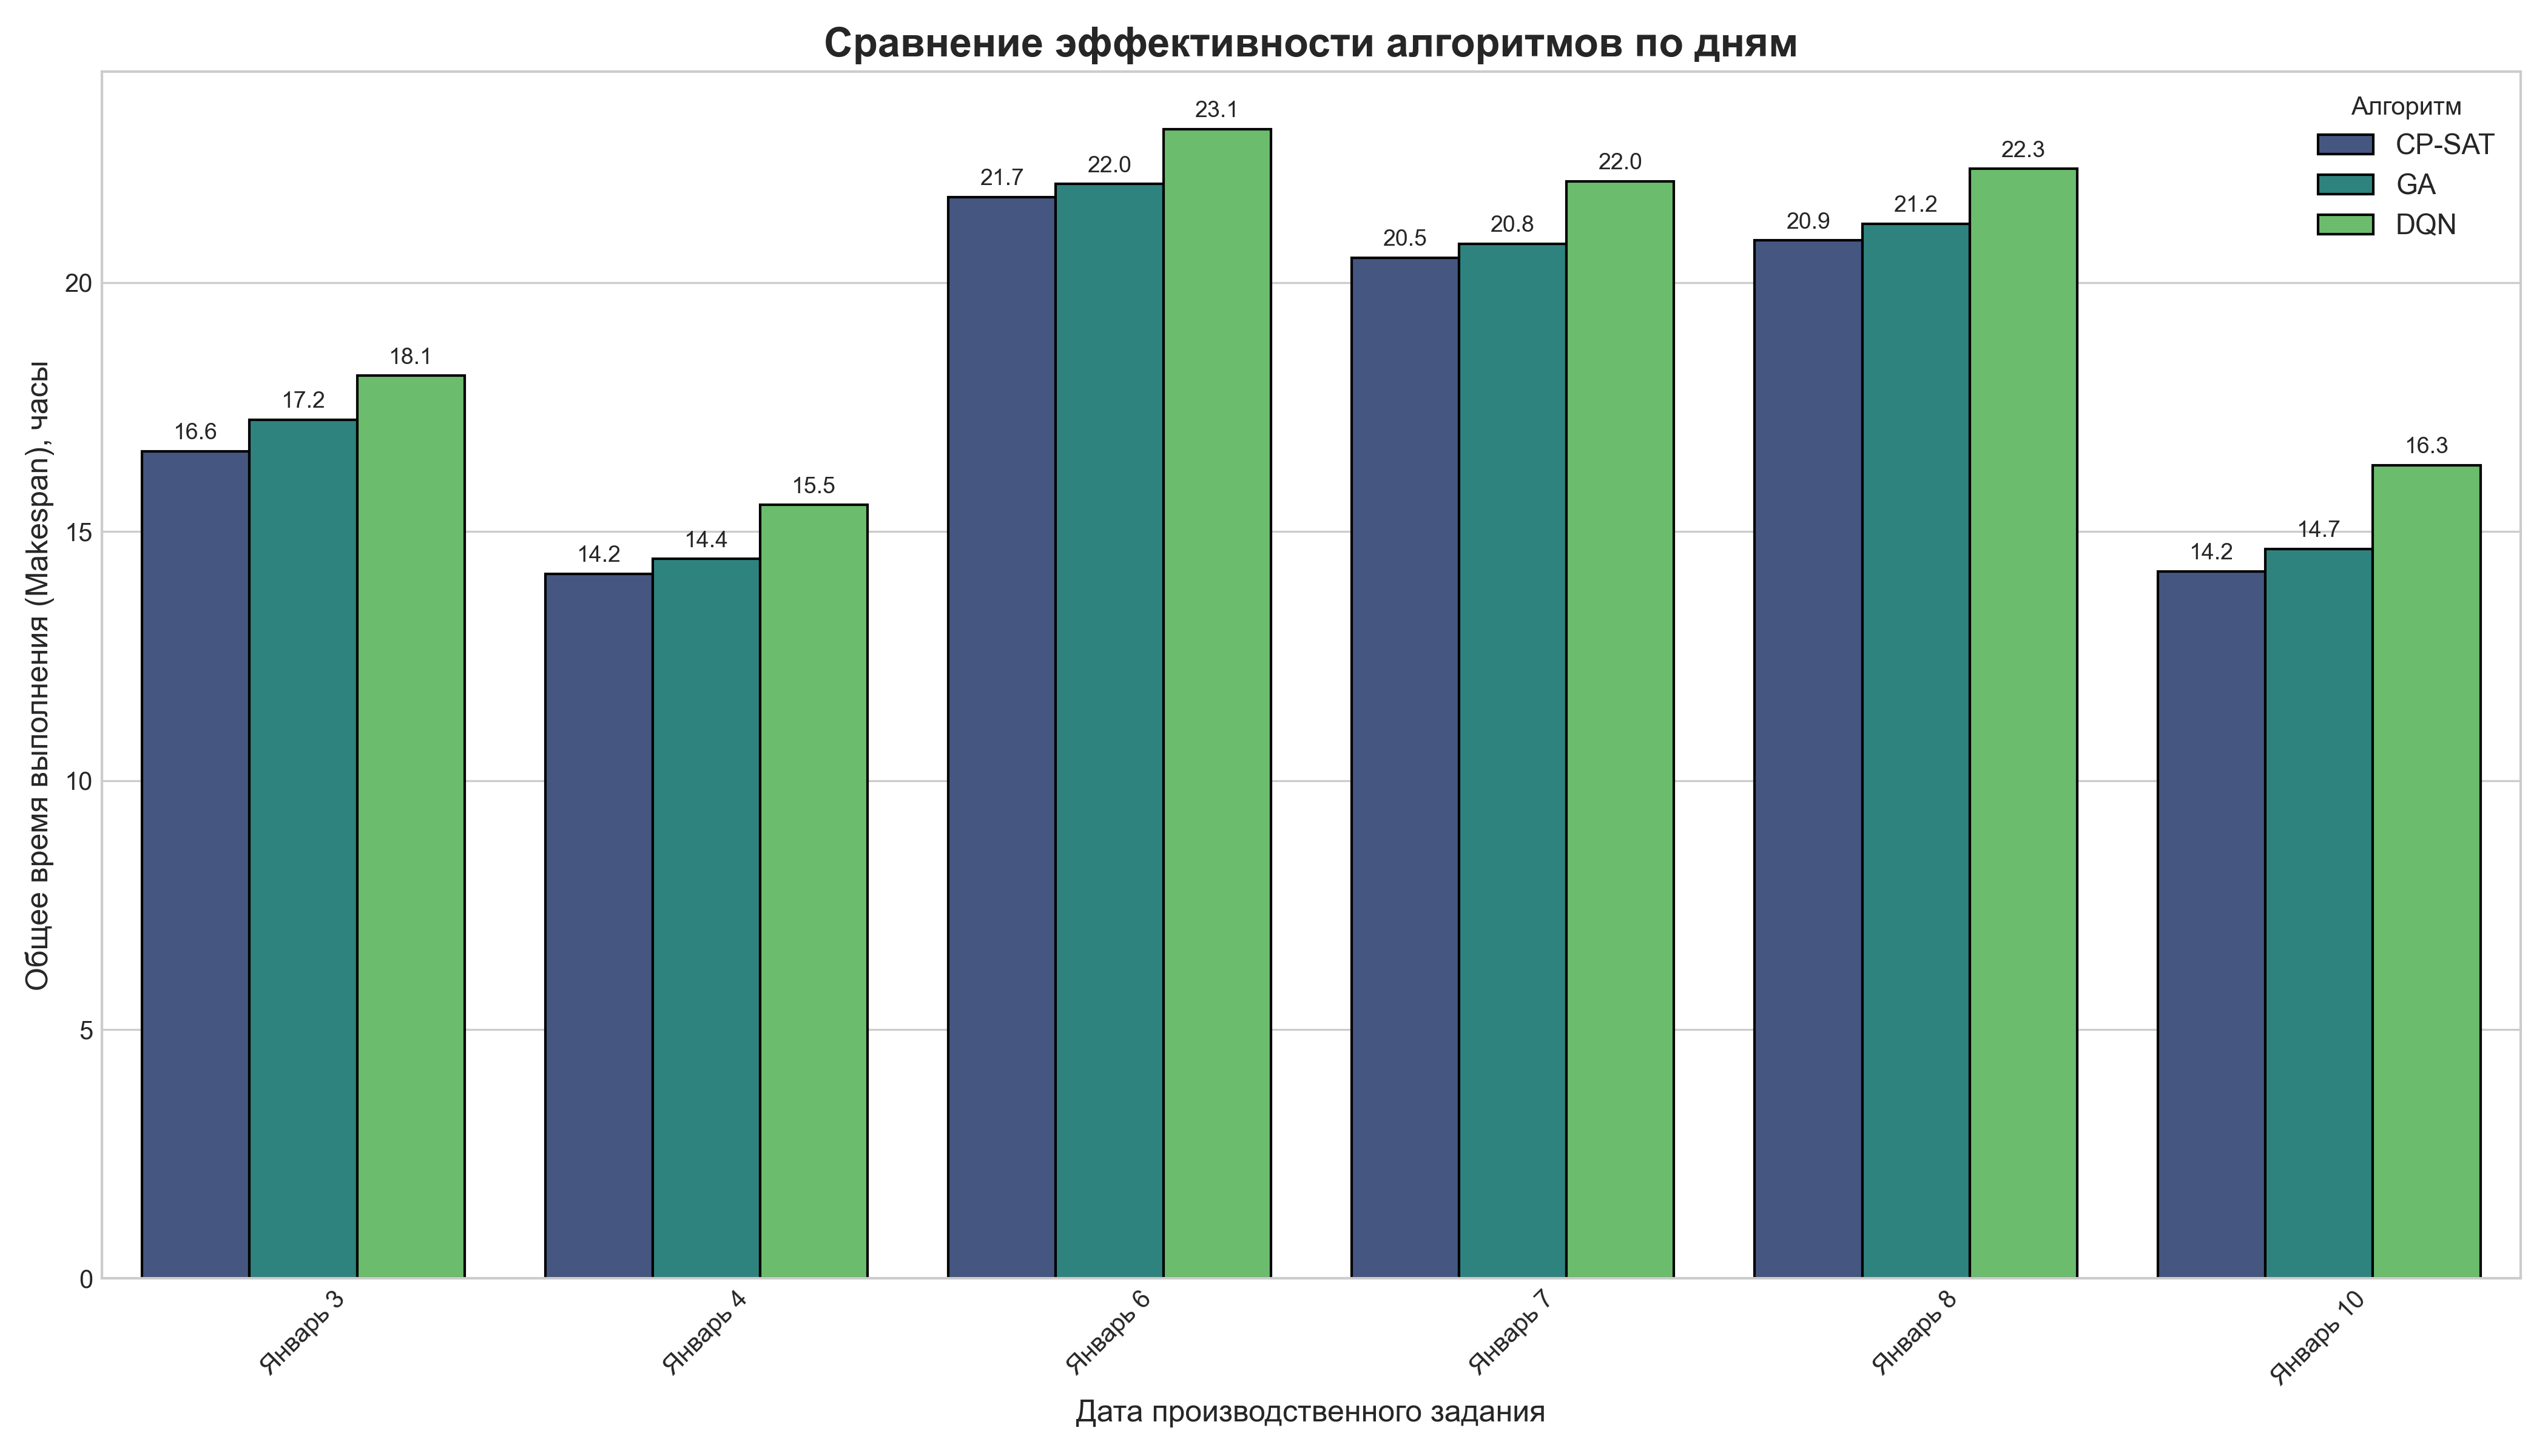 Сравнение эффективности алгоритмов по дням
Алгоритм
CP-SAT
GA
DQN
Общее время выполнения (Makespan), часы
20
15
10
5
0
16.6
17.2
18.1
14.2
14.4
15.5
21.7
22.0
23.1
20.5
20.8
22.0
20.9
21.2
22.3
14.2
14.7
16.3
Январь 3
Январь 4
Январь 6
Январь 7
Январь 8
Январь 10
Дата производственного задания